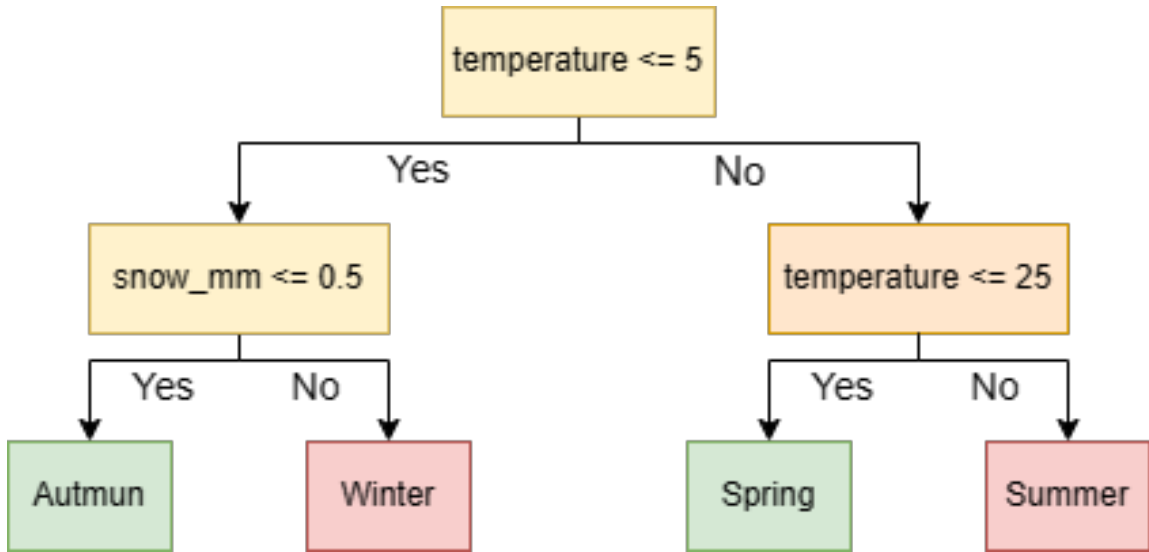 temperature <= 5
Yes
No
snow_mm <= 0.5
temperature <= 25
Yes
No
Yes
No
Autmun
Winter
Spring
Summer